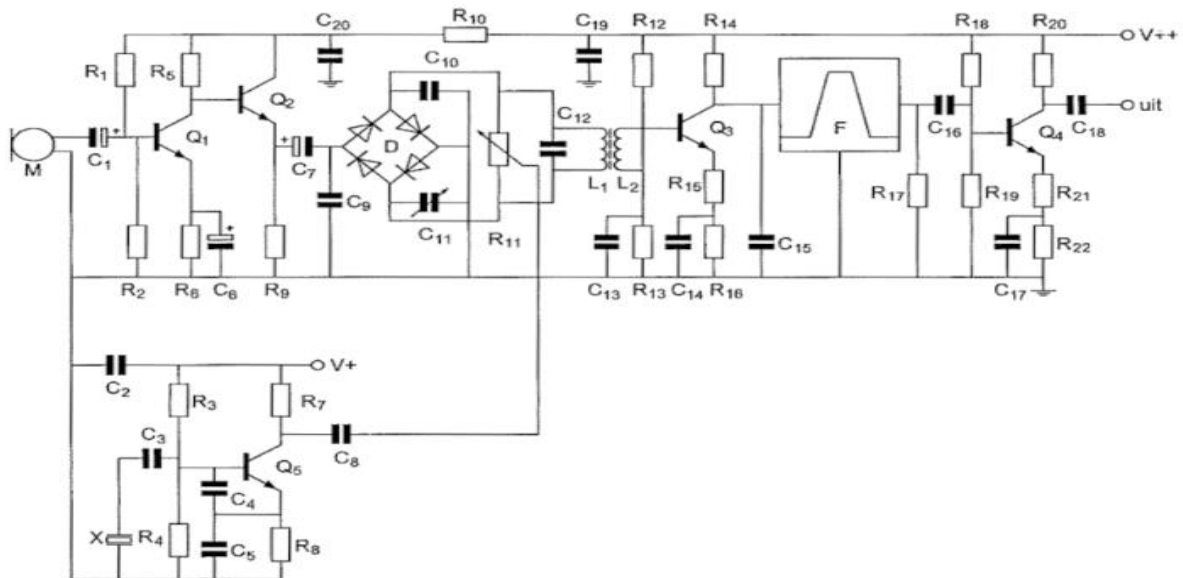 C20 R10 C19 R12 R14 R18 R20
V++
R1 R5 C10
Q2 C12 uit
Q1 D Q3 F C16 Q4 C18
C1 M C7 L1 L2 R15
C9 R17 R19 R21
C11 R11 C15 R22
R2 R6 C6 R9 C13 R13 C14 R16 C17
V+
C2 R3 R7
C3 C8
Q5
C4
X R4 C5 R8